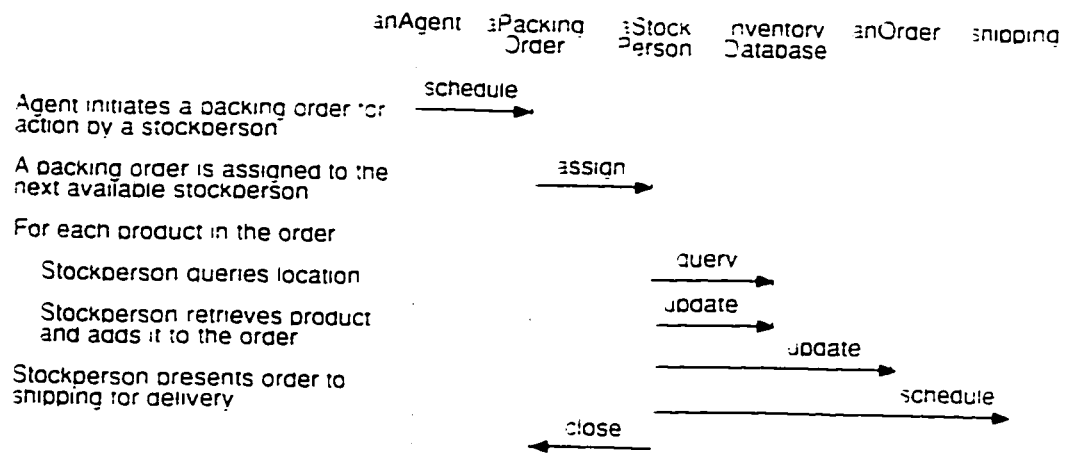 anAgent aPacking Order aStock Person Inventory Database anOrder shipping
schedule
Agent initiates a packing order for
action by a stockperson
A packing order is assigned to the
next available stockperson
assign
For each product in the order
Stockperson queries location
query
Stockperson retrieves product
and adds it to the order
update
update
Stockperson presents order to
shipping for delivery
schedule
close